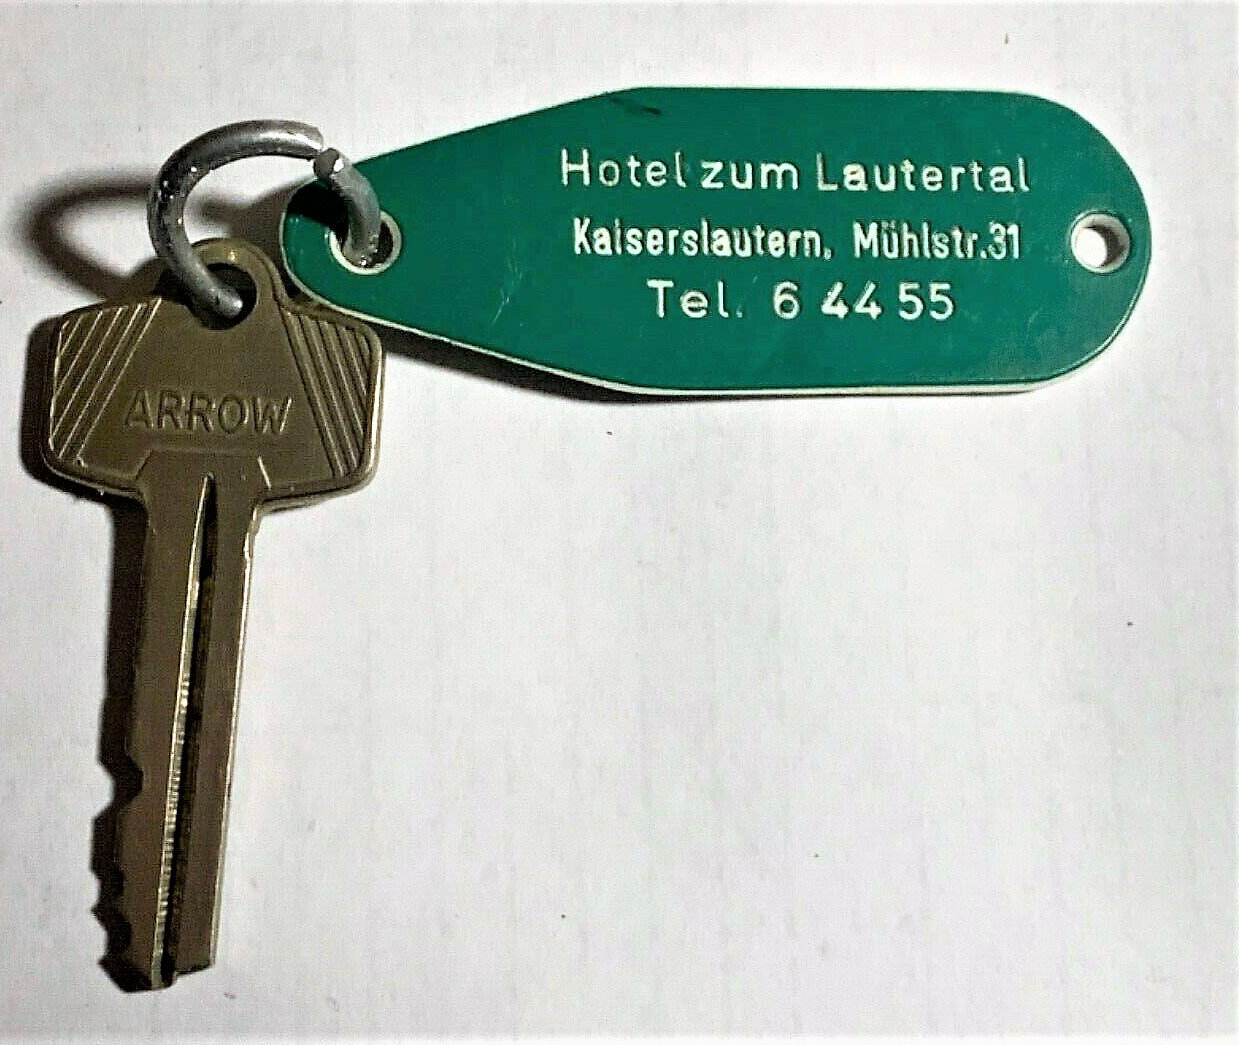 Hotel zum Lautertal
Kaiserslautern, Mühlstr.31
Tel. 6 44 55
ARROW